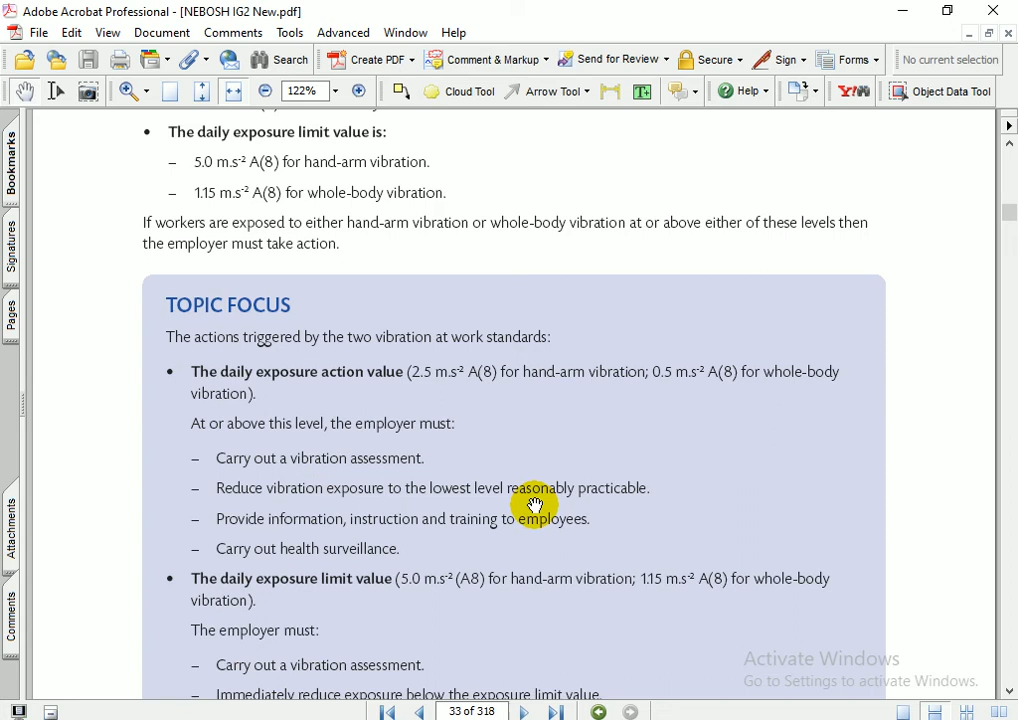 Adobe Acrobat Professional - [NEBOSH IG2 New.pdf]
File Edit View Document Comments Tools Advanced Window Help
Search Create PDF Comment & Markup Send for Review Secure Sign Forms No current selection
122% Cloud Tool Arrow Tool Help Y! Object Data Tool
• The daily exposure limit value is:
– 5.0 m.s⁻² A(8) for hand-arm vibration.
– 1.15 m.s⁻² A(8) for whole-body vibration.
If workers are exposed to either hand-arm vibration or whole-body vibration at or above either of these levels then
the employer must take action.
TOPIC FOCUS
The actions triggered by the two vibration at work standards:
• The daily exposure action value (2.5 m.s⁻² A(8) for hand-arm vibration; 0.5 m.s⁻² A(8) for whole-body
vibration).
At or above this level, the employer must:
– Carry out a vibration assessment.
– Reduce vibration exposure to the lowest level reasonably practicable.
– Provide information, instruction and training to employees.
– Carry out health surveillance.
• The daily exposure limit value (5.0 m.s⁻² (A8) for hand-arm vibration; 1.15 m.s⁻² A(8) for whole-body
vibration).
The employer must:
– Carry out a vibration assessment.
– Immediately reduce exposure below the exposure limit value.
Bookmarks
Signatures
Pages
Attachments
Comments
Activate Windows
Go to Settings to activate Windows.
33 of 318